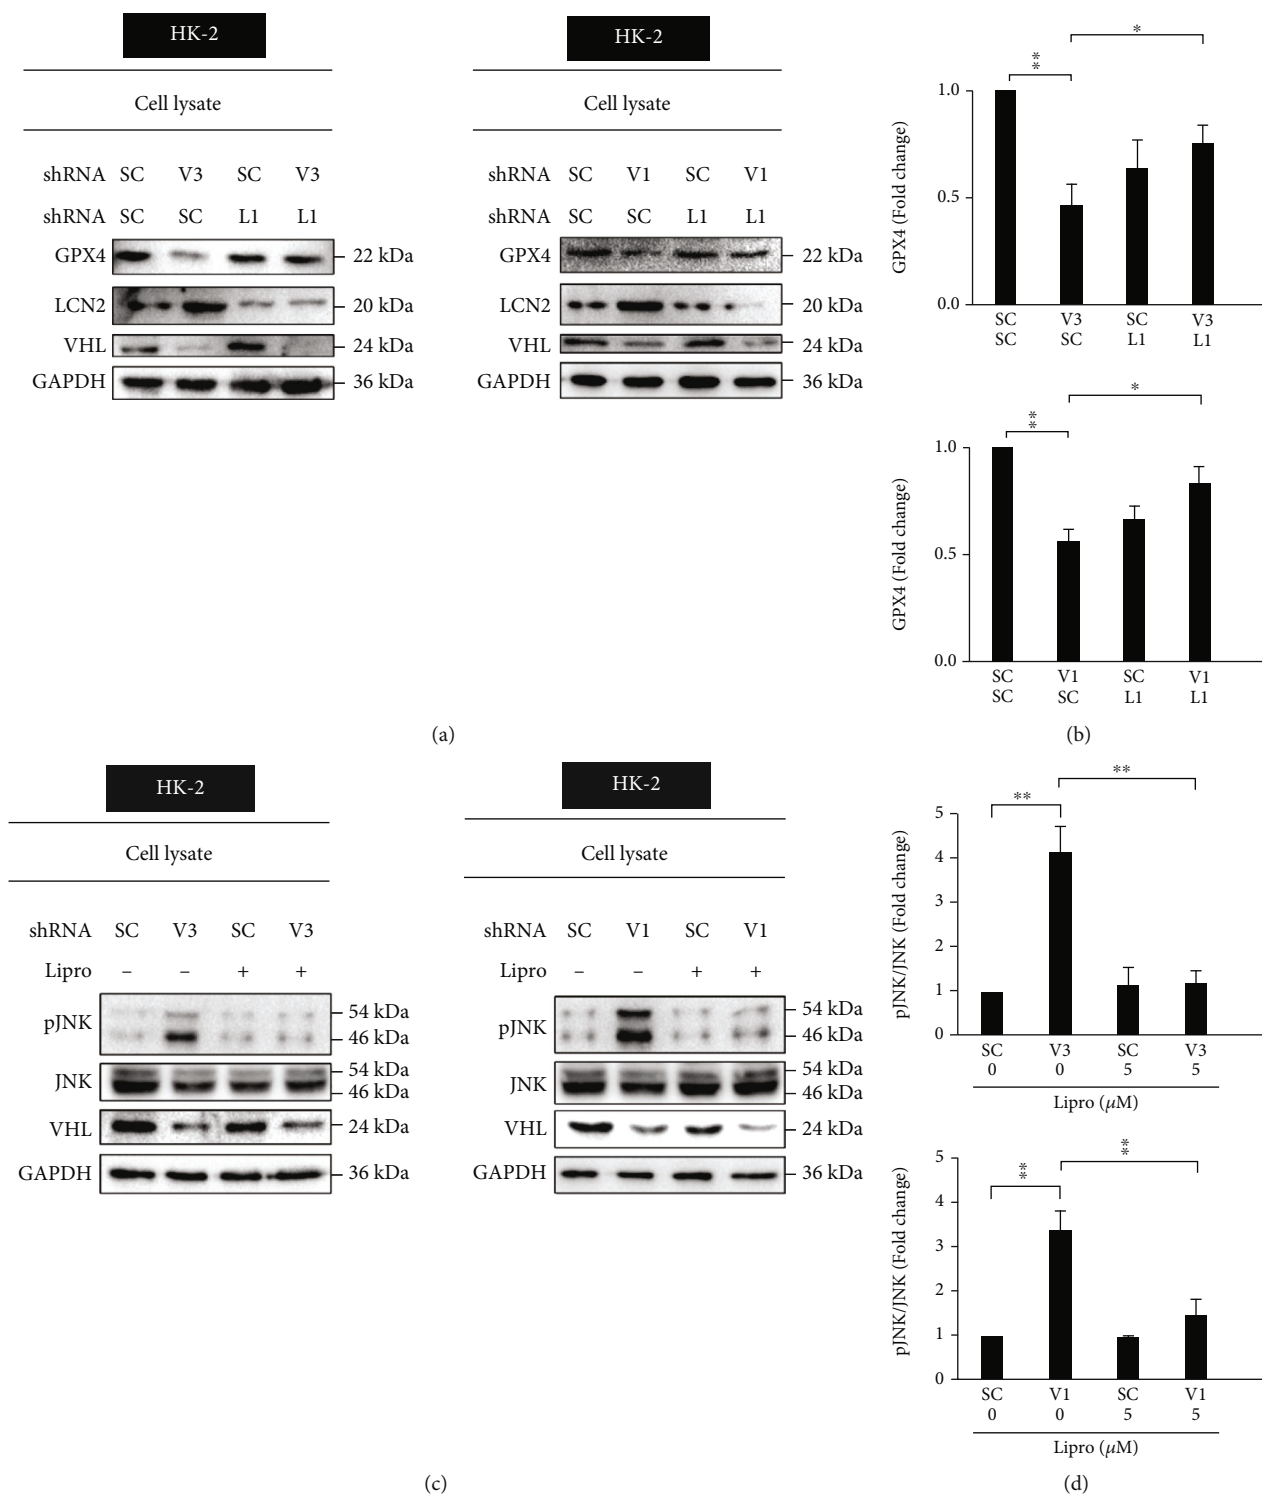 HK-2
Cell lysate
shRNA SC V3 SC V3
shRNA SC SC L1 L1
GPX4 22 kDa
LCN2 20 kDa
VHL 24 kDa
GAPDH 36 kDa
HK-2
Cell lysate
shRNA SC V1 SC V1
shRNA SC SC L1 L1
GPX4 22 kDa
LCN2 20 kDa
VHL 24 kDa
GAPDH 36 kDa
(a)
*
**
GPX4 (Fold change)
1.0
0.5
0.0
SC V3 SC V3
SC SC L1 L1
*
**
GPX4 (Fold change)
1.0
0.5
0.0
SC V1 SC V1
SC SC L1 L1
(b)
HK-2
Cell lysate
shRNA SC V3 SC V3
Lipro – – + +
pJNK 54 kDa
46 kDa
JNK 54 kDa
46 kDa
VHL 24 kDa
GAPDH 36 kDa
HK-2
Cell lysate
shRNA SC V1 SC V1
Lipro – – + +
pJNK 54 kDa
46 kDa
JNK 54 kDa
46 kDa
VHL 24 kDa
GAPDH 36 kDa
(c)
**
**
pJNK/JNK (Fold change)
5
4
3
2
1
0
SC V3 SC V3
0 0 5 5
Lipro (μM)
**
**
pJNK/JNK (Fold change)
5
4
3
2
1
0
SC V1 SC V1
0 0 5 5
Lipro (μM)
(d)